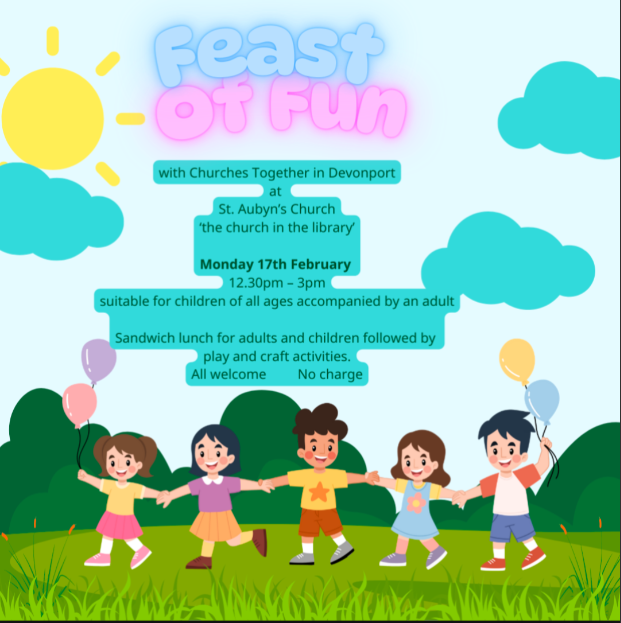 Feast
of Fun
with Churches Together in Devonport
at
St. Aubyn's Church
'the church in the library'
Monday 17th February
12.30pm – 3pm
suitable for children of all ages accompanied by an adult
Sandwich lunch for adults and children followed by
play and craft activities.
All welcome No charge